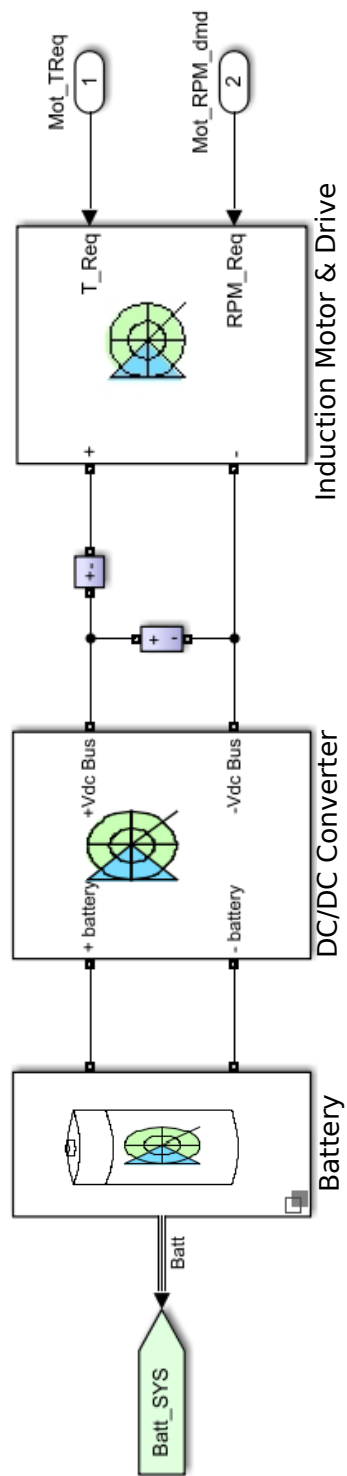 Batt_SYS
Batt
Battery
+ battery
- battery
+Vdc Bus
-Vdc Bus
DC/DC Converter
+ -
+ -
+
-
T_Req
RPM_Req
Induction Motor & Drive
Mot_TReq
1
Mot_RPM_dmd
2